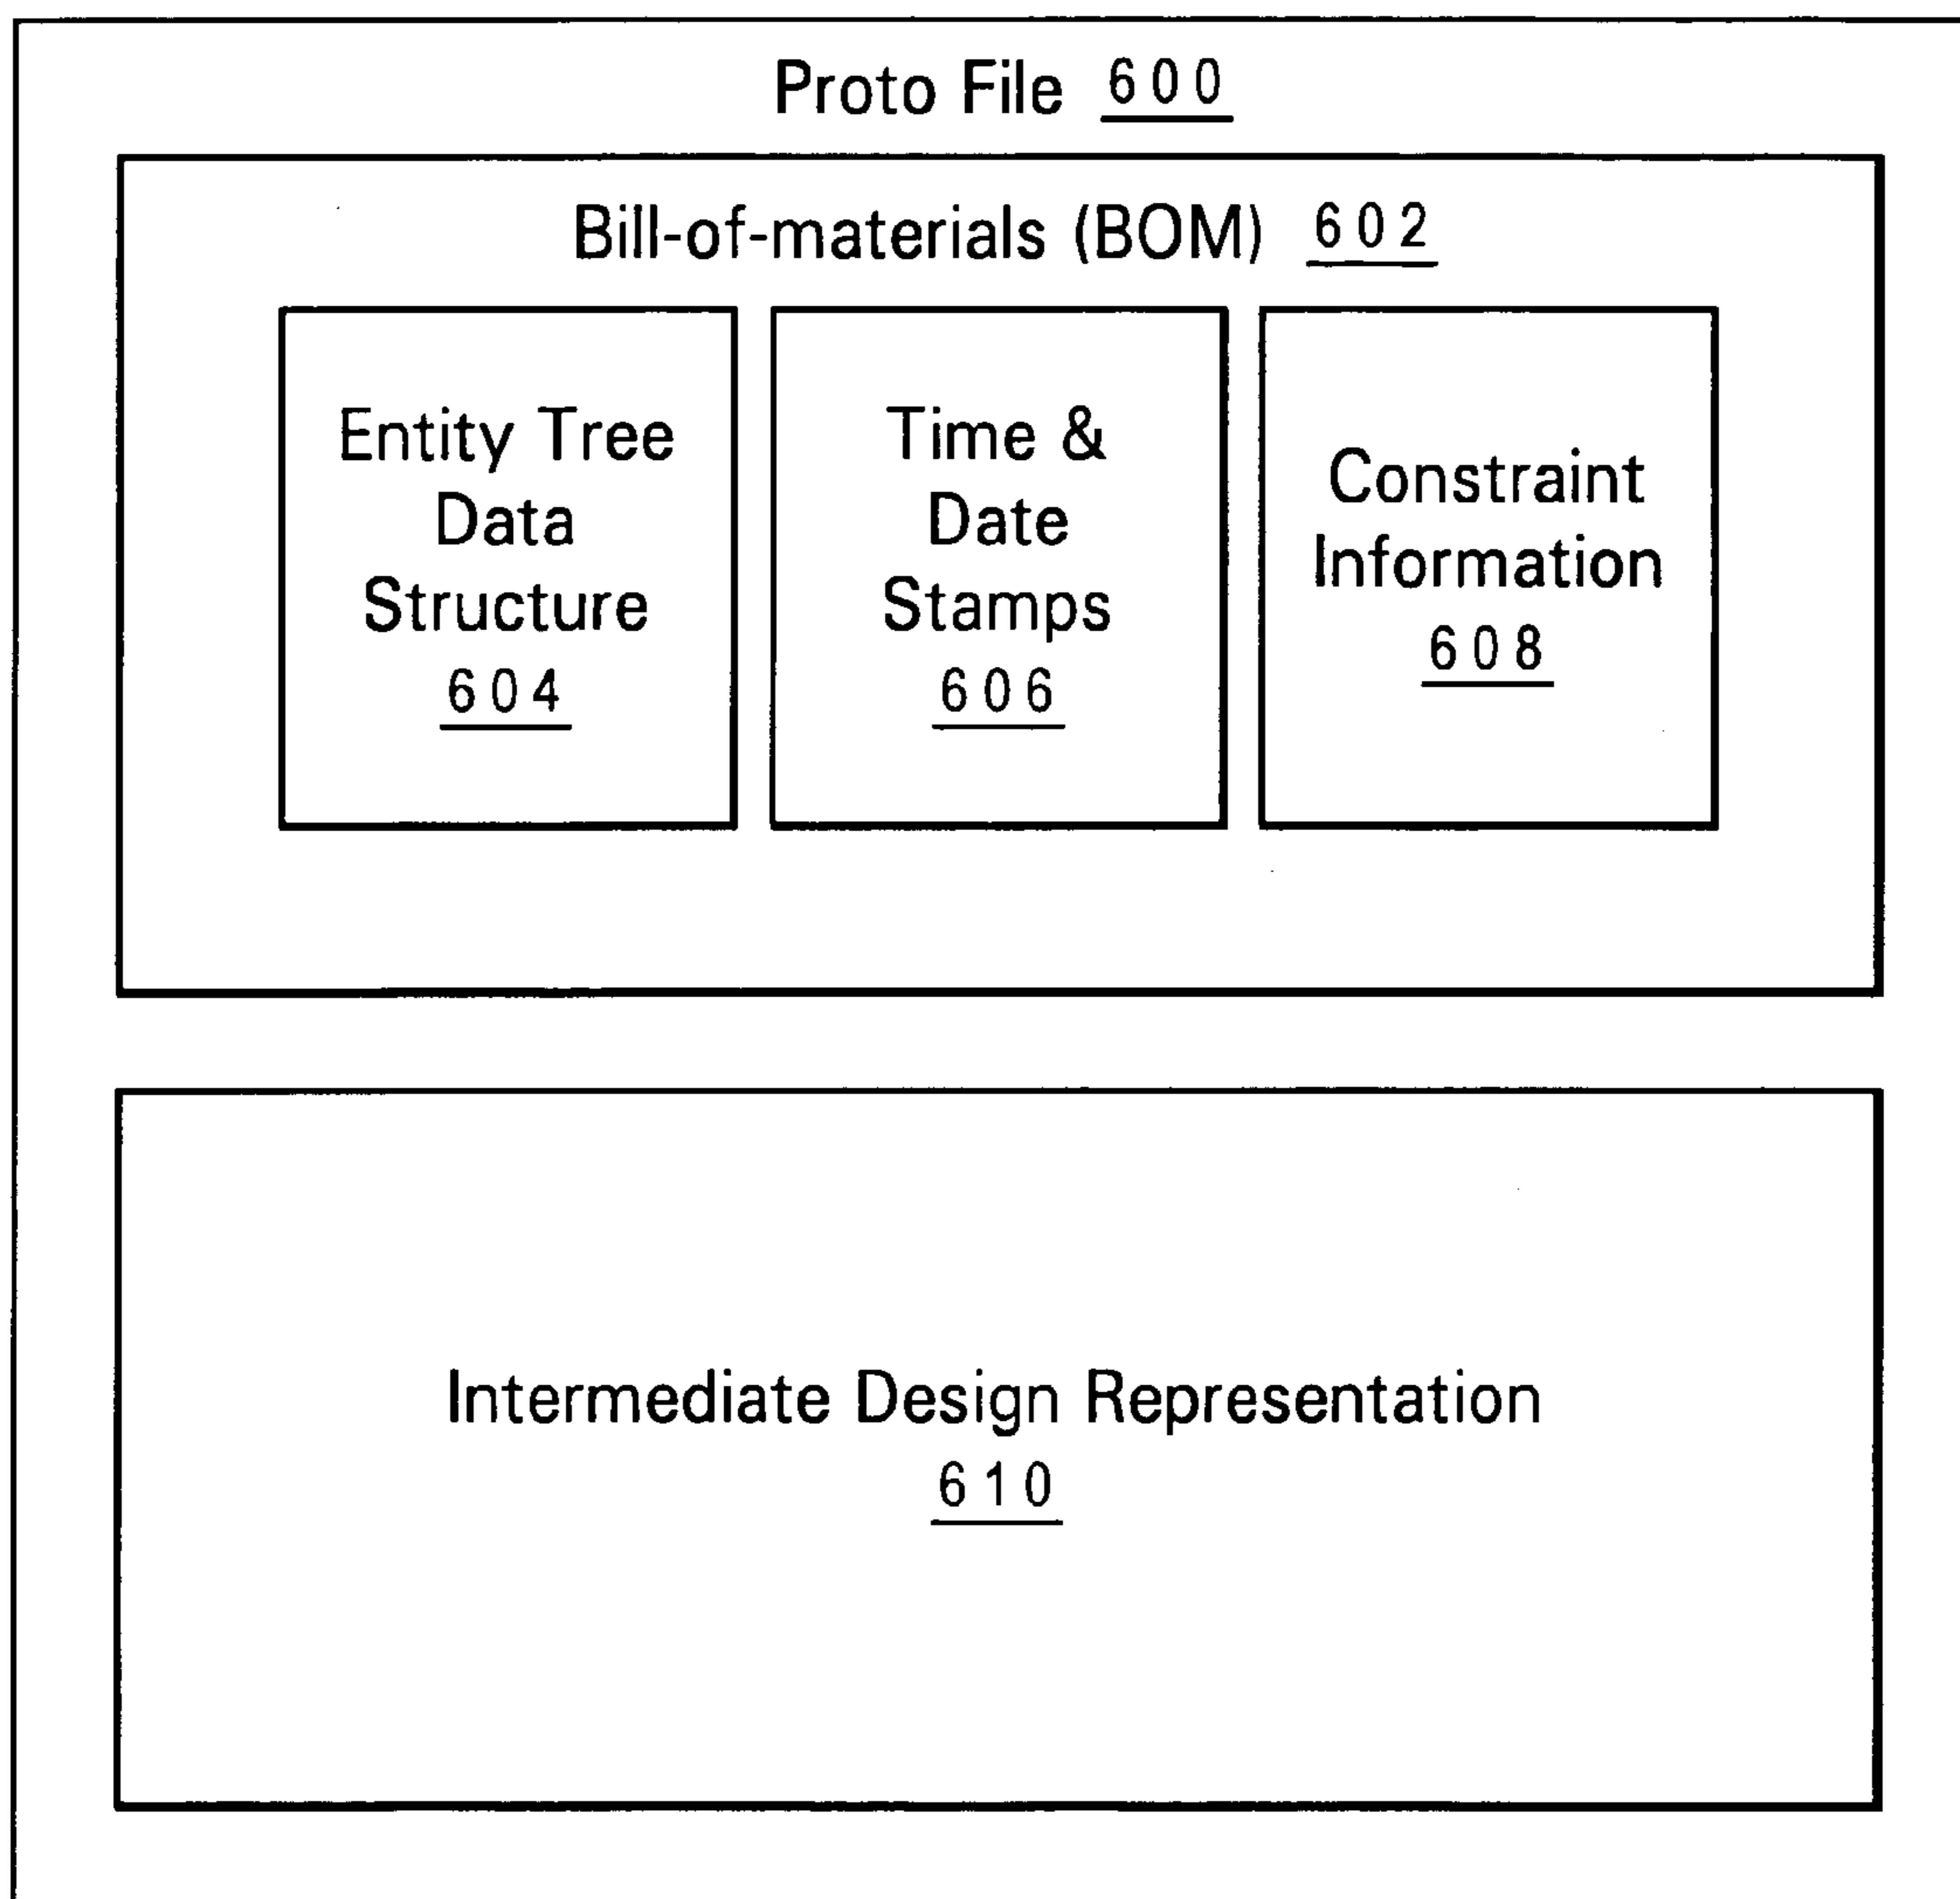 Proto File 600
Bill-of-materials (BOM) 602
Entity Tree
Data
Structure
604
Time &
Date
Stamps
606
Constraint
Information
608
Intermediate Design Representation
610